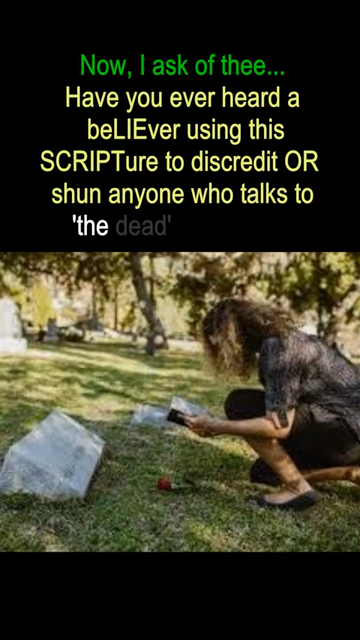 Now, I ask of thee...
Have you ever heard a
beLIEver using this
SCRIPTure to discredit OR
shun anyone who talks to
'the dead'